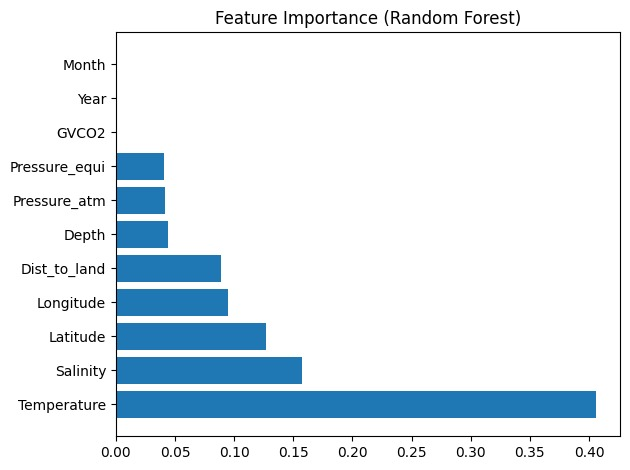 Feature Importance (Random Forest)
Month
Year
GVCO2
Pressure_equi
Pressure_atm
Depth
Dist_to_land
Longitude
Latitude
Salinity
Temperature
0.00 0.05 0.10 0.15 0.20 0.25 0.30 0.35 0.40